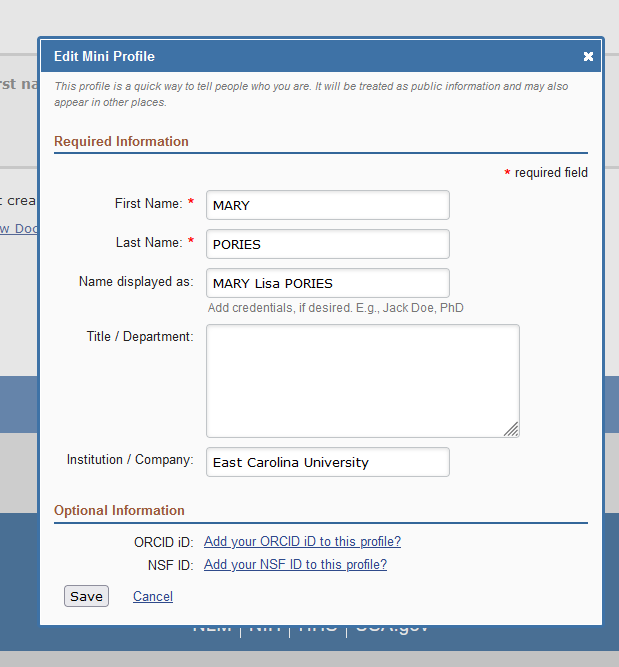 Edit Mini Profile
This profile is a quick way to tell people who you are. It will be treated as public information and may also
appear in other places.
Required Information
* required field
First Name: * MARY
Last Name: * PORIES
Name displayed as: MARY Lisa PORIES
Add credentials, if desired. E.g., Jack Doe, PhD
Title / Department:
Institution / Company: East Carolina University
Optional Information
ORCID iD: Add your ORCID iD to this profile?
NSF ID: Add your NSF ID to this profile?
Save Cancel
NLM | NIH | HHS | USA.gov